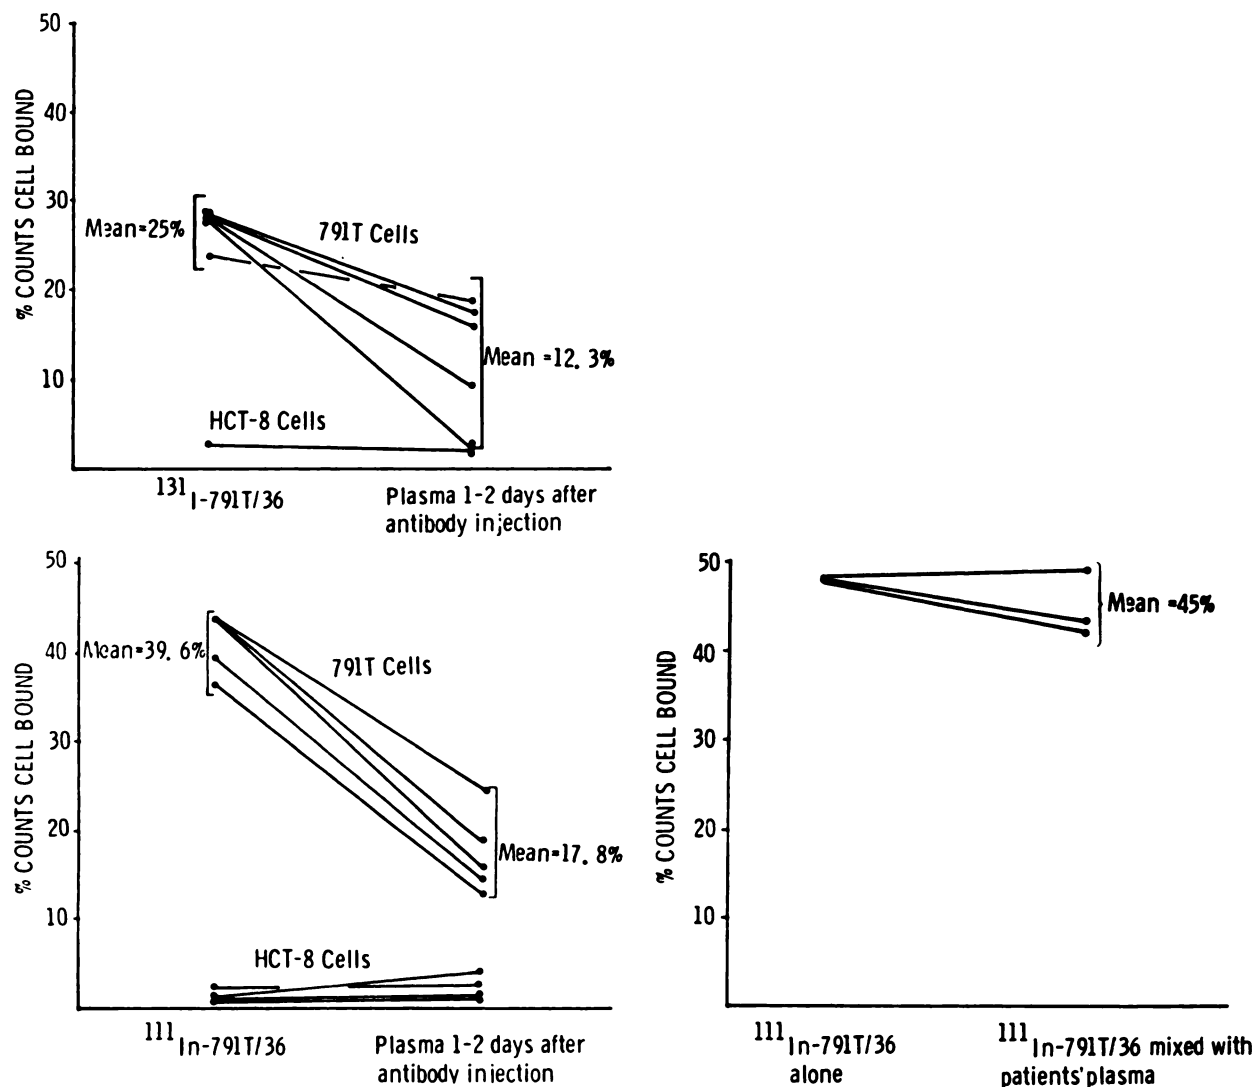 50
40
30
20
10
% COUNTS CELL BOUND
Mean=25%
791T Cells
Mean =12.3%
HCT-8 Cells
131I-791T/36
Plasma 1-2 days after
antibody injection
50
40
30
20
10
% COUNTS CELL BOUND
Mean=39.6%
791T Cells
Mean=17.8%
HCT-8 Cells
111In-791T/36
Plasma 1-2 days after
antibody injection
50
40
30
20
10
% COUNTS CELL BOUND
Mean =45%
111In-791T/36
alone
111In-791T/36 mixed with
patients' plasma